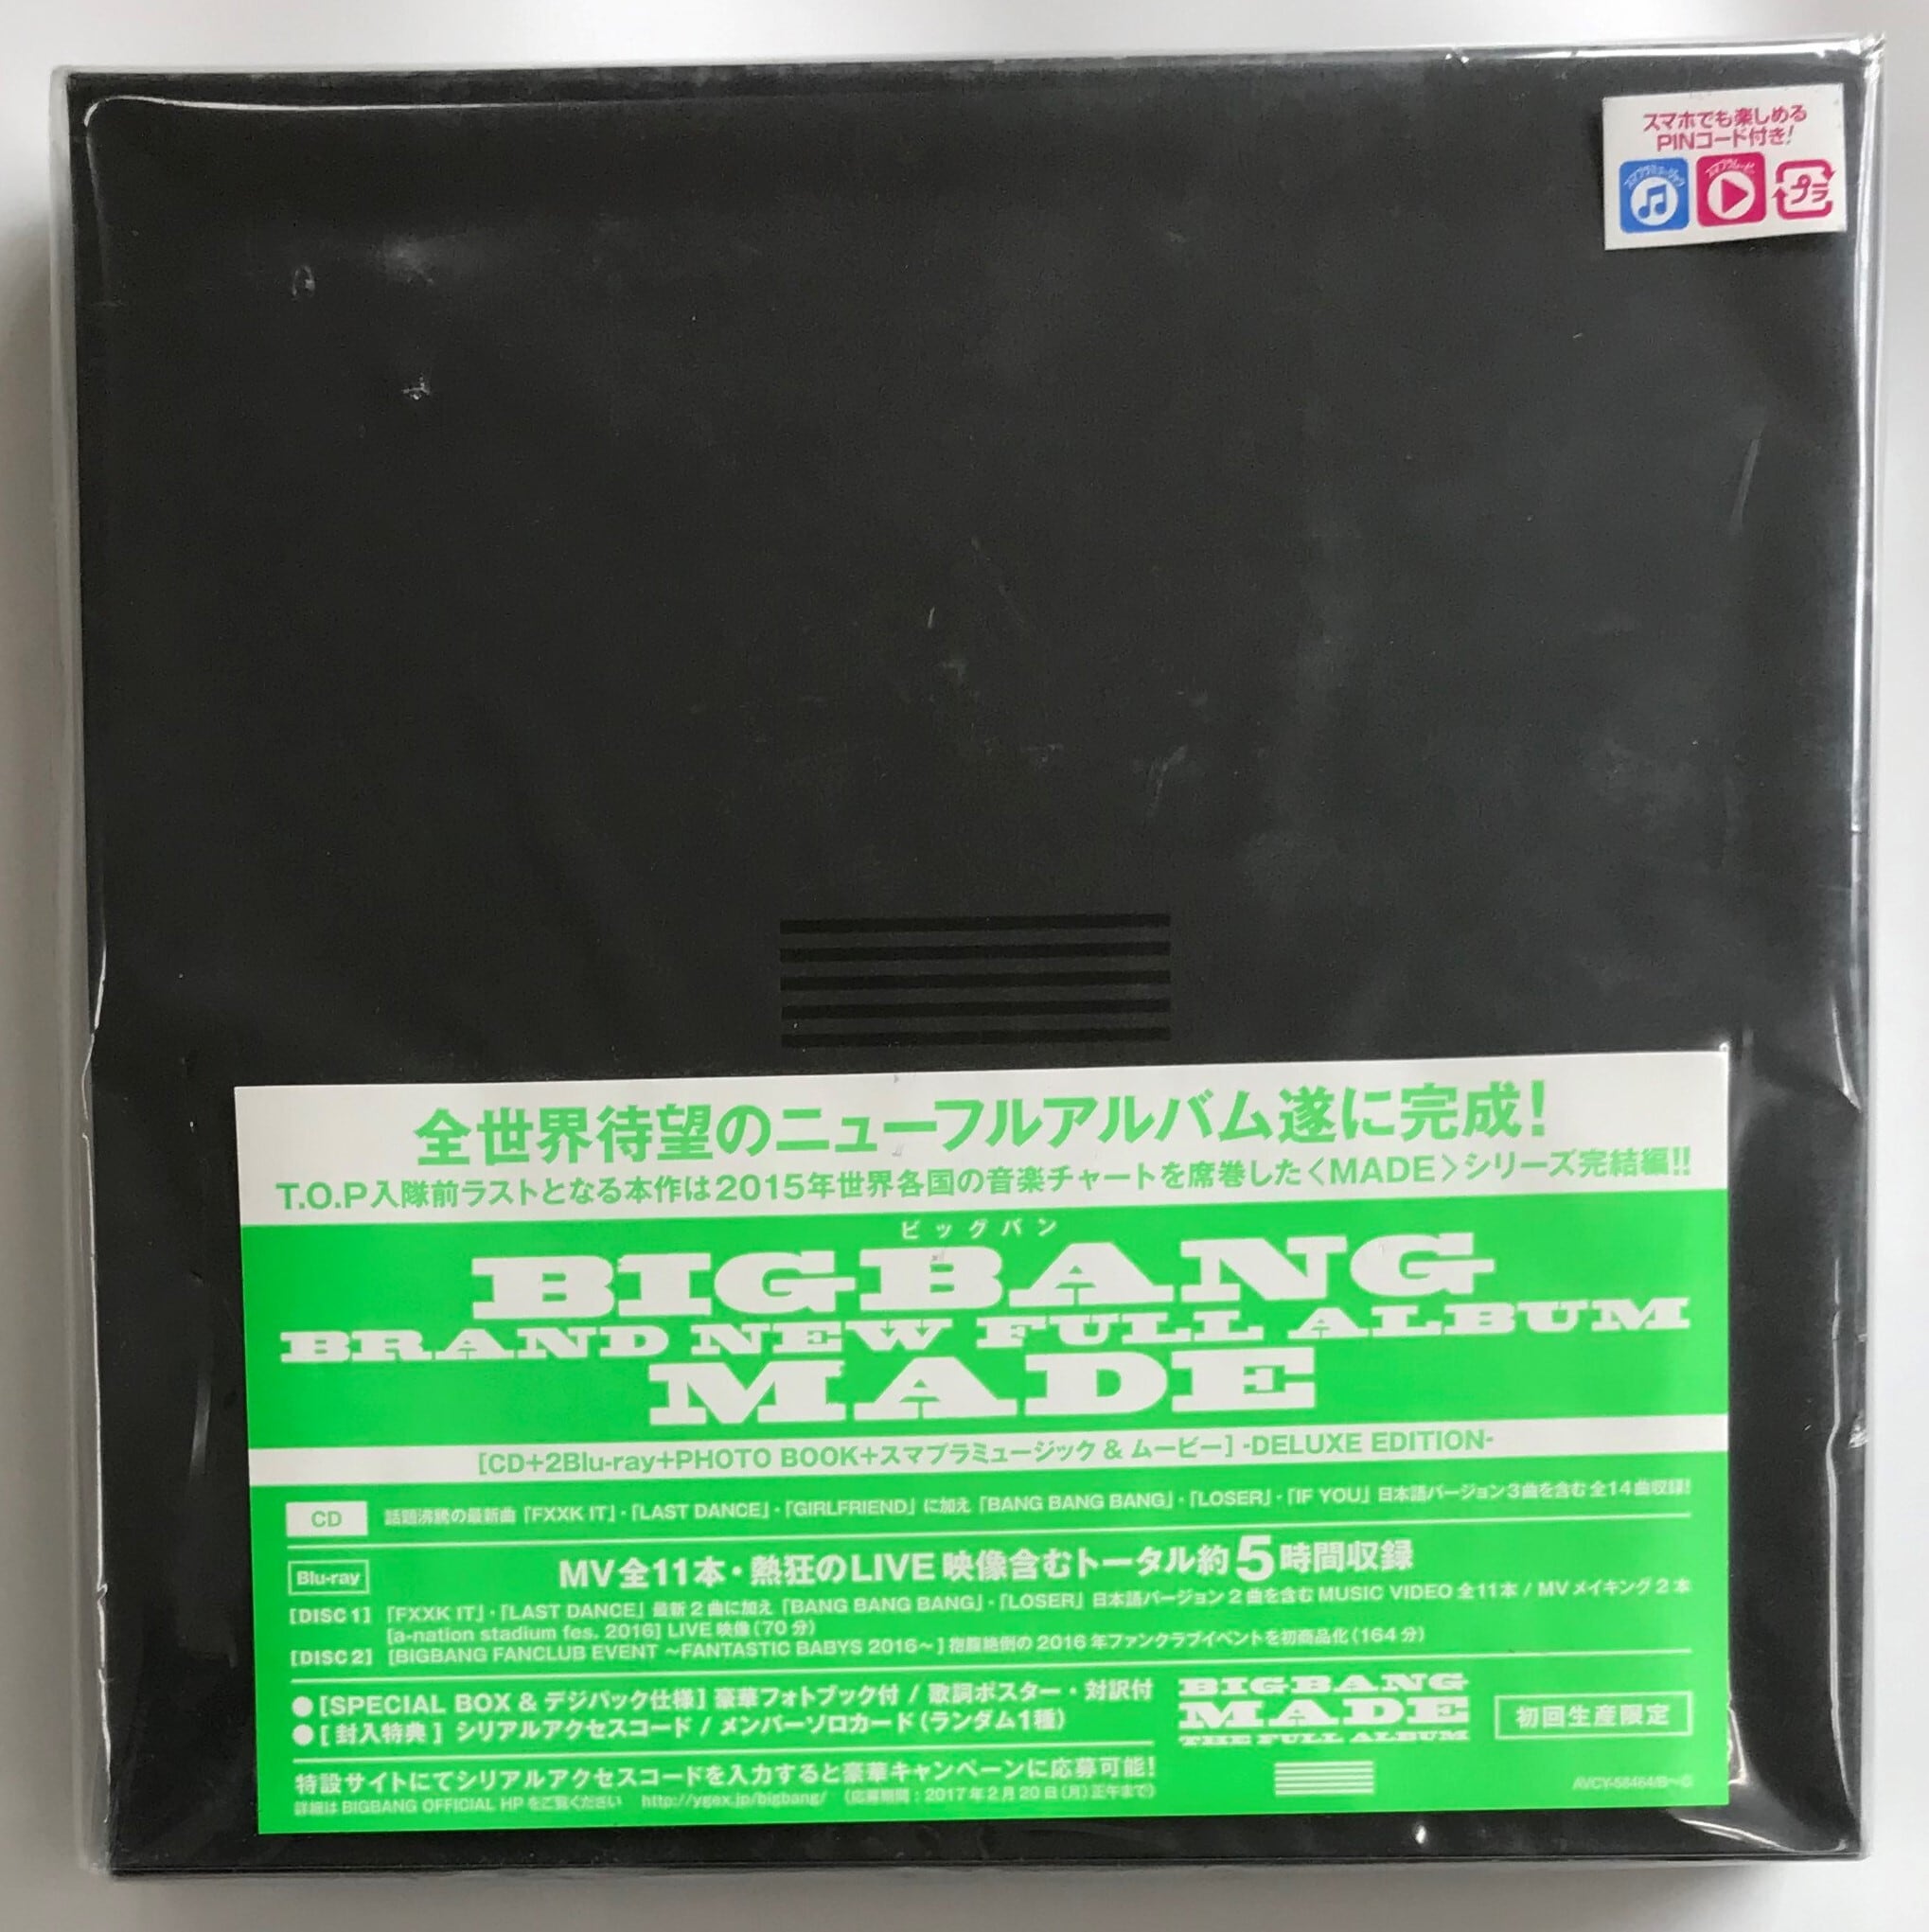 スマホでも楽しめる
PINコード付き!
スマプラミュージック
スマプラムービー
プラ
全世界待望のニューフルアルバム遂に完成!
T.O.P入隊前ラストとなる本作は2015年世界各国の音楽チャートを席巻した<MADE>シリーズ完結編!!
ビッグバン
BIGBANG
BRAND NEW FULL ALBUM
MADE
[CD+2Blu-ray+PHOTO BOOK+スマプラミュージック & ムービー] -DELUXE EDITION-
CD 話題沸騰の最新曲「FXXK IT」・「LAST DANCE」・「GIRLFRIEND」に加え「BANG BANG BANG」・「LOSER」・「IF YOU」日本語バージョン3曲を含む全14曲収録!
Blu-ray MV全11本・熱狂のLIVE映像含むトータル約5時間収録
[DISC 1] 「FXXK IT」・「LAST DANCE」最新2曲に加え「BANG BANG BANG」・「LOSER」日本語バージョン2曲を含むMUSIC VIDEO 全11本 / MVメイキング2本
[a-nation stadium fes. 2016] LIVE映像(70分)
[DISC 2] [BIGBANG FANCLUB EVENT ～FANTASTIC BABYS 2016～] 抱腹絶倒の2016年ファンクラブイベントを初商品化(164分)
●[SPECIAL BOX & デジパック仕様] 豪華フォトブック付 / 歌詞ポスター・対訳付
●[封入特典] シリアルアクセスコード / メンバーソロカード(ランダム1種)
BIGBANG
MADE
THE FULL ALBUM
初回生産限定
特設サイトにてシリアルアクセスコードを入力すると豪華キャンペーンに応募可能!
詳細はBIGBANG OFFICIAL HPをご覧ください http://ygex.jp/bigbang/ (応募期間:2017年2月20日(月)正午まで)
AVCY-58464/B～C